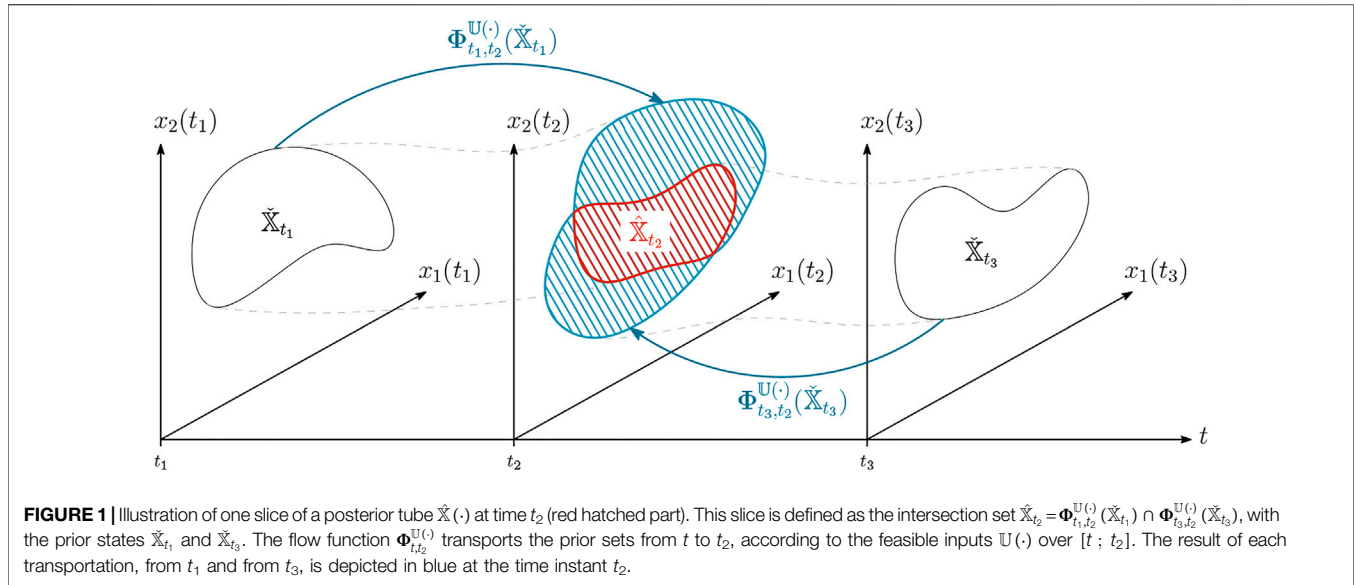 Φ_{t₁,t₂}^{𝕌(·)}(𝕏̌_{t₁})
x₂(t₁)
x₂(t₂)
x₂(t₃)
𝕏̌_{t₁}
𝕏̂_{t₂}
𝕏̌_{t₃}
x₁(t₁)
x₁(t₂)
x₁(t₃)
Φ_{t₃,t₂}^{𝕌(·)}(𝕏̌_{t₃})
t
t₁
t₂
t₃
FIGURE 1 | Illustration of one slice of a posterior tube 𝕏̂(·) at time t₂ (red hatched part). This slice is defined as the intersection set 𝕏̂_{t₂} = Φ_{t₁,t₂}^{𝕌(·)}(𝕏̌_{t₁}) ∩ Φ_{t₃,t₂}^{𝕌(·)}(𝕏̌_{t₃}), with
the prior states 𝕏̌_{t₁} and 𝕏̌_{t₃}. The flow function Φ_{t,t₂}^{𝕌(·)} transports the prior sets from t to t₂, according to the feasible inputs 𝕌(·) over [t ; t₂]. The result of each
transportation, from t₁ and from t₃, is depicted in blue at the time instant t₂.